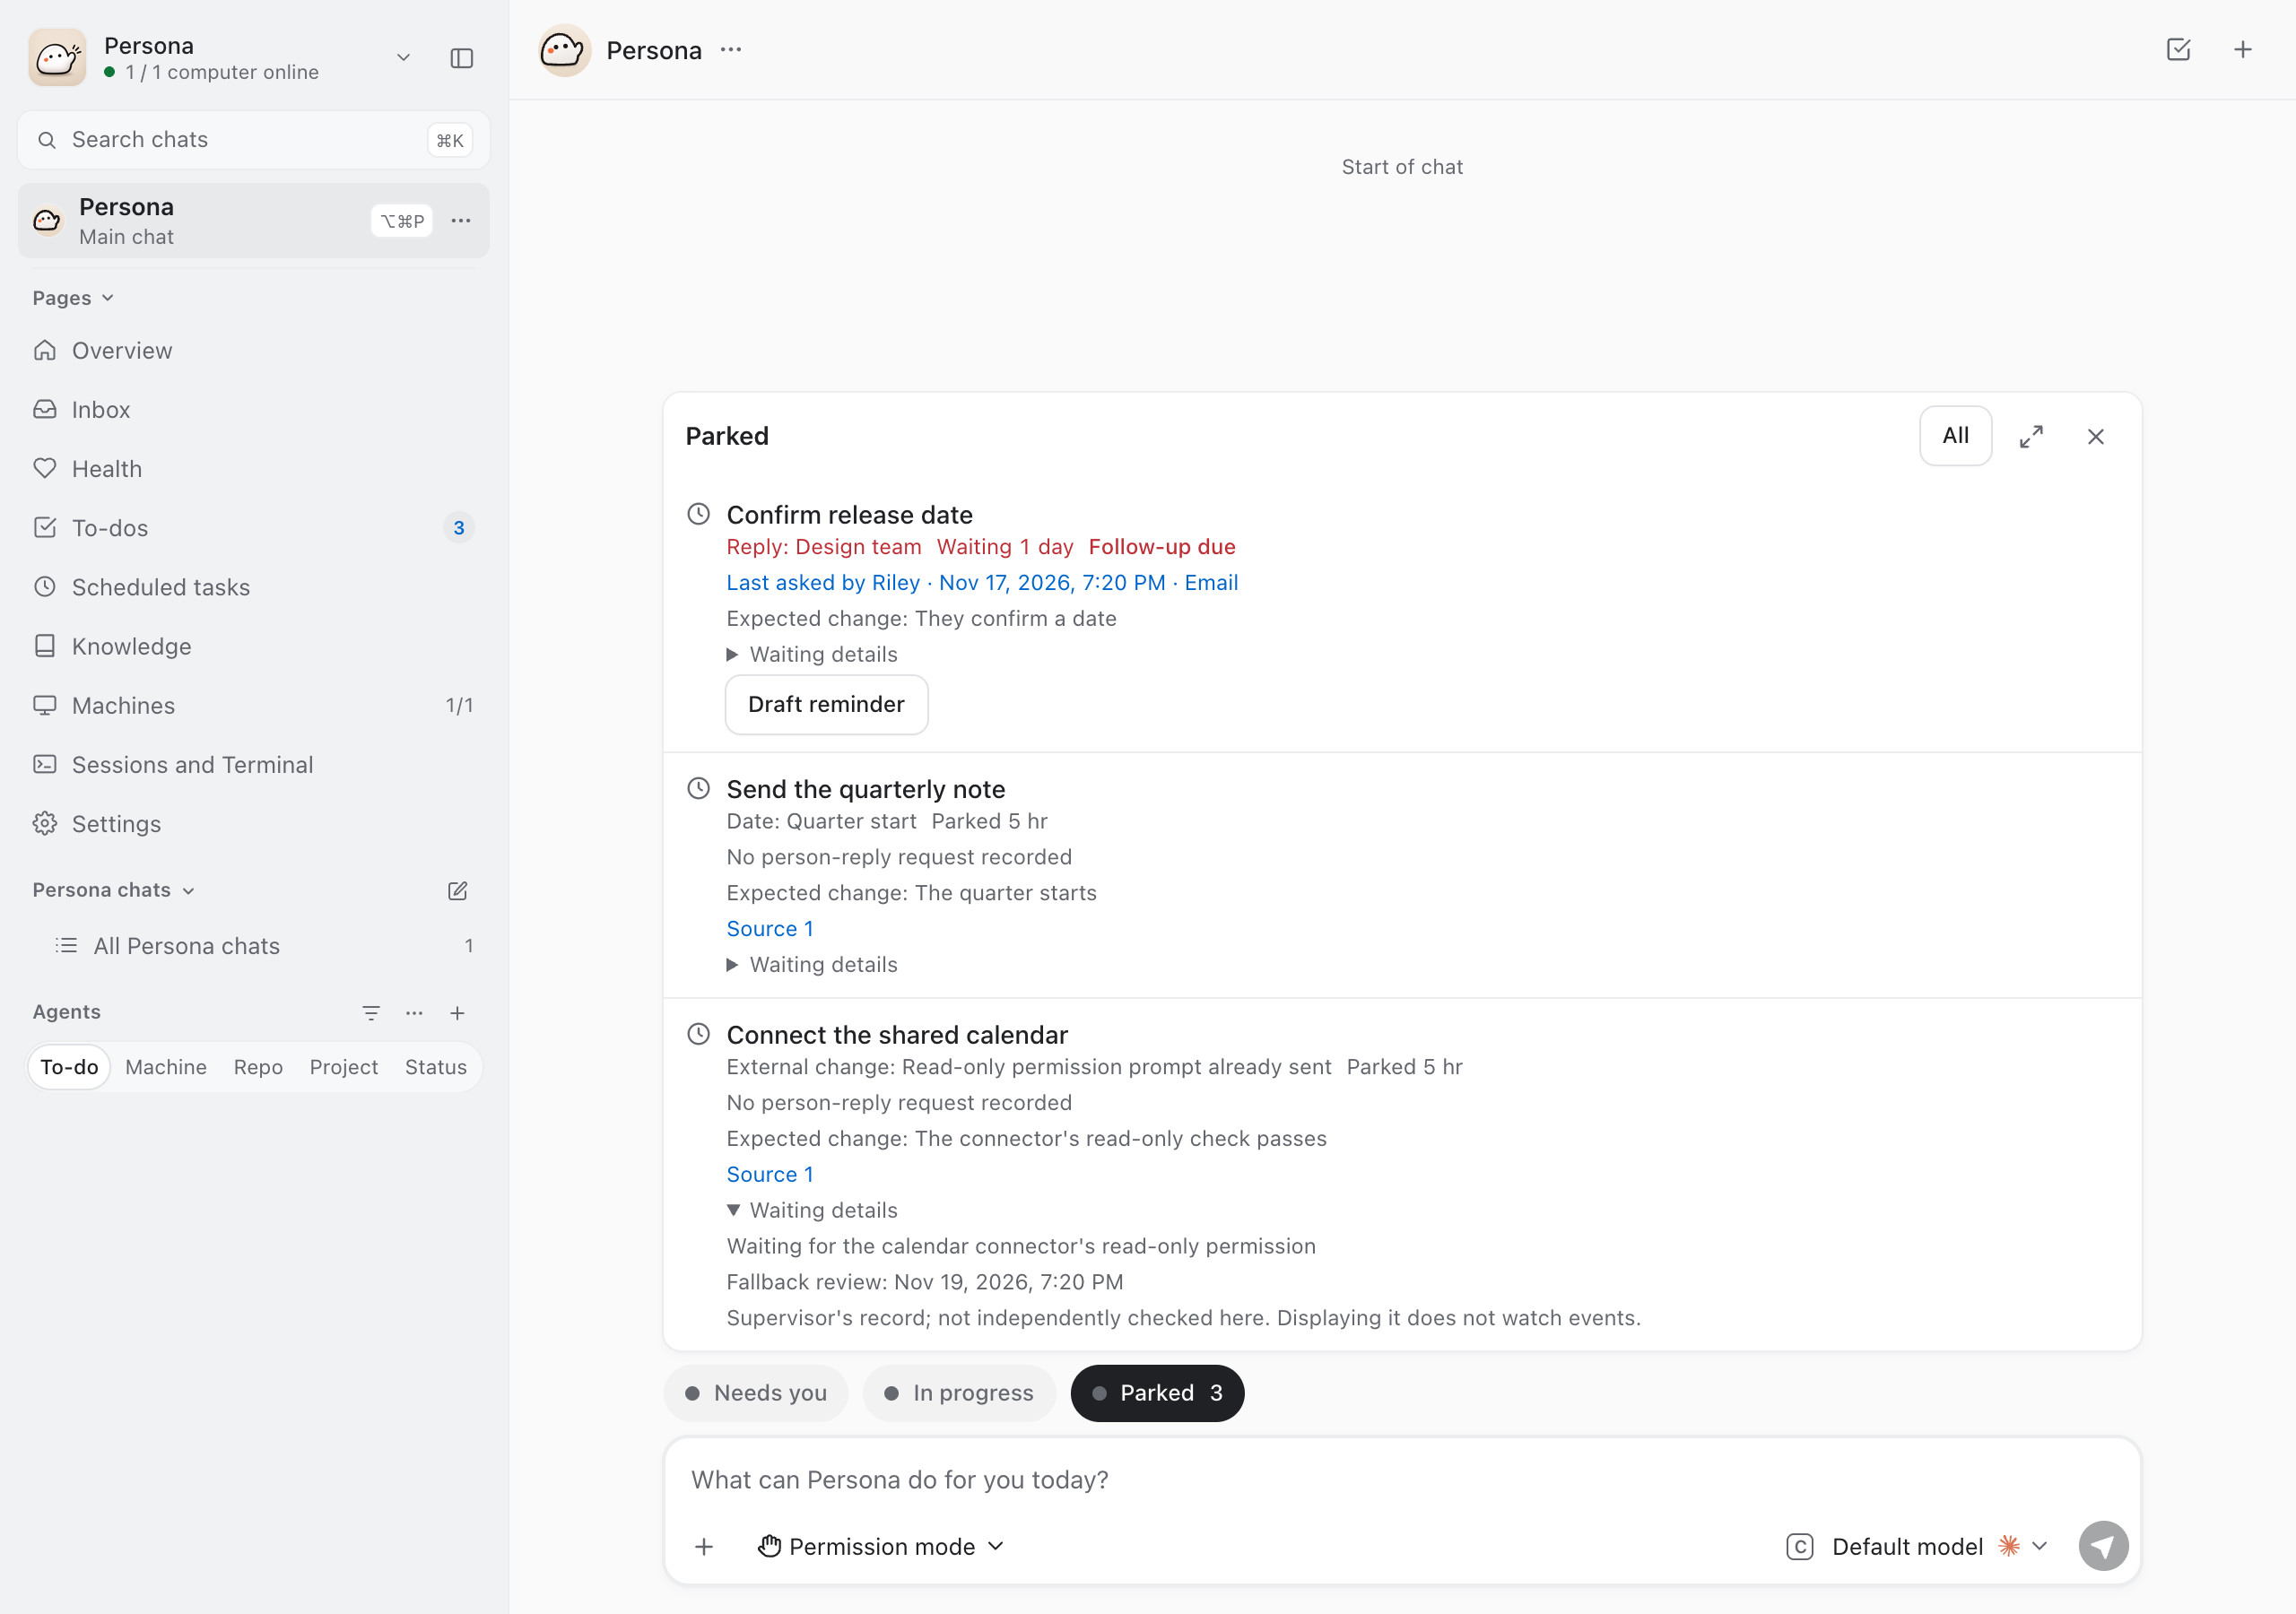 Persona
1 / 1 computer online
Search chats
⌘K
Persona
Main chat
⌥⌘P
Pages
Overview
Inbox
Health
To-dos
3
Scheduled tasks
Knowledge
Machines
1/1
Sessions and Terminal
Settings
Persona chats
All Persona chats
1
Agents
To-do
Machine
Repo
Project
Status
Persona
Start of chat
Parked
All
Confirm release date
Reply: Design team Waiting 1 day Follow-up due
Last asked by Riley · Nov 17, 2026, 7:20 PM · Email
Expected change: They confirm a date
Waiting details
Draft reminder
Send the quarterly note
Date: Quarter start Parked 5 hr
No person-reply request recorded
Expected change: The quarter starts
Source 1
Waiting details
Connect the shared calendar
External change: Read-only permission prompt already sent Parked 5 hr
No person-reply request recorded
Expected change: The connector's read-only check passes
Source 1
Waiting details
Waiting for the calendar connector's read-only permission
Fallback review: Nov 19, 2026, 7:20 PM
Supervisor's record; not independently checked here. Displaying it does not watch events.
Needs you
In progress
Parked 3
What can Persona do for you today?
Permission mode
C
Default model